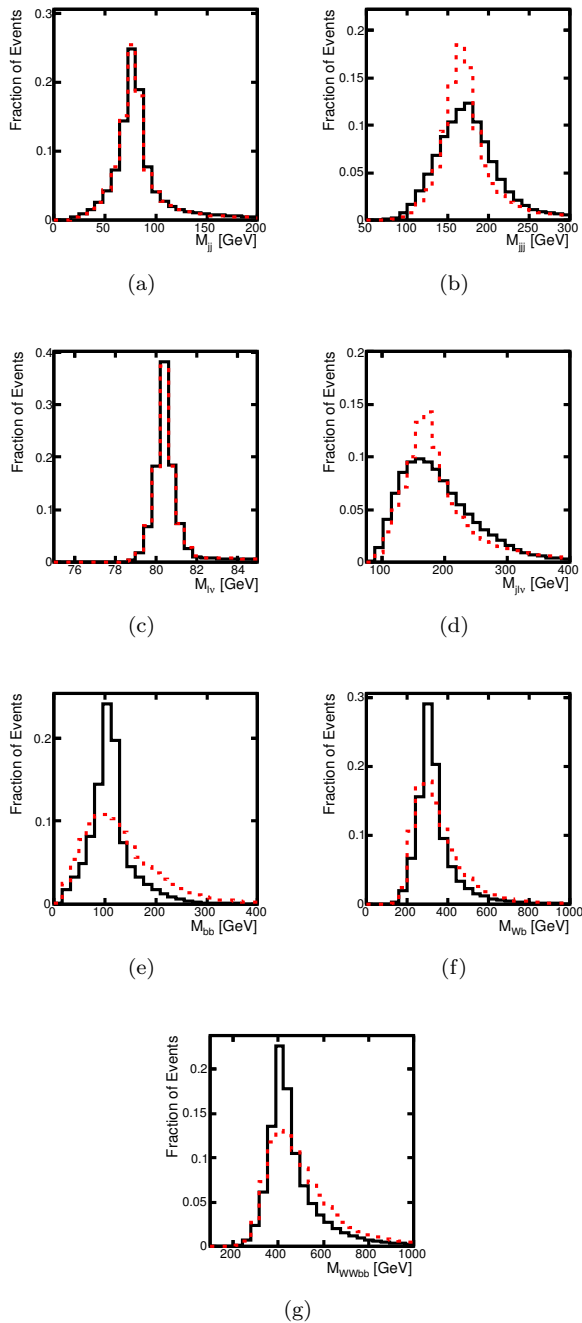 Fraction of Events
0.3
0.2
0.1
0
0 50 100 150 200
M_jj [GeV]
(a)
Fraction of Events
0.2
0.15
0.1
0.05
0
50 100 150 200 250 300
M_jjj [GeV]
(b)
Fraction of Events
0.4
0.3
0.2
0.1
0
76 78 80 82 84
M_lν [GeV]
(c)
Fraction of Events
0.2
0.15
0.1
0.05
0
100 200 300 400
M_jlν [GeV]
(d)
Fraction of Events
0.2
0.1
0
0 100 200 300 400
M_bb [GeV]
(e)
Fraction of Events
0.3
0.2
0.1
0
0 200 400 600 800 1000
M_Wb [GeV]
(f)
Fraction of Events
0.2
0.15
0.1
0.05
0
200 400 600 800 1000
M_WWbb [GeV]
(g)